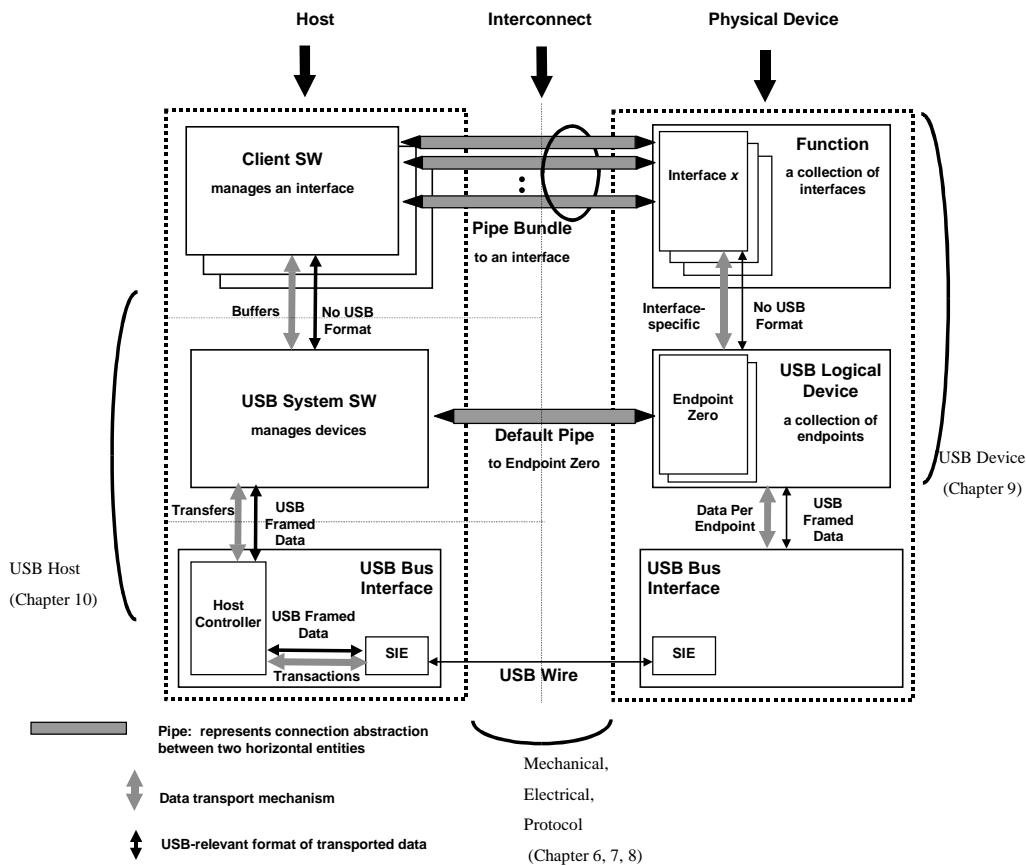 Host
Interconnect
Physical Device
Client SW
manages an interface
Pipe Bundle
to an interface
Interface x
Function
a collection of
interfaces
Buffers
No USB
Format
Interface-
specific
No USB
Format
USB System SW
manages devices
Default Pipe
to Endpoint Zero
Endpoint
Zero
USB Logical
Device
a collection of
endpoints
USB Device
(Chapter 9)
Transfers
USB
Framed
Data
Data Per
Endpoint
USB
Framed
Data
USB Host
(Chapter 10)
Host
Controller
USB Bus
Interface
USB Framed
Data
Transactions
SIE
USB Wire
USB Bus
Interface
SIE
Pipe: represents connection abstraction
between two horizontal entities
Data transport mechanism
USB-relevant format of transported data
Mechanical,
Electrical,
Protocol
(Chapter 6, 7, 8)